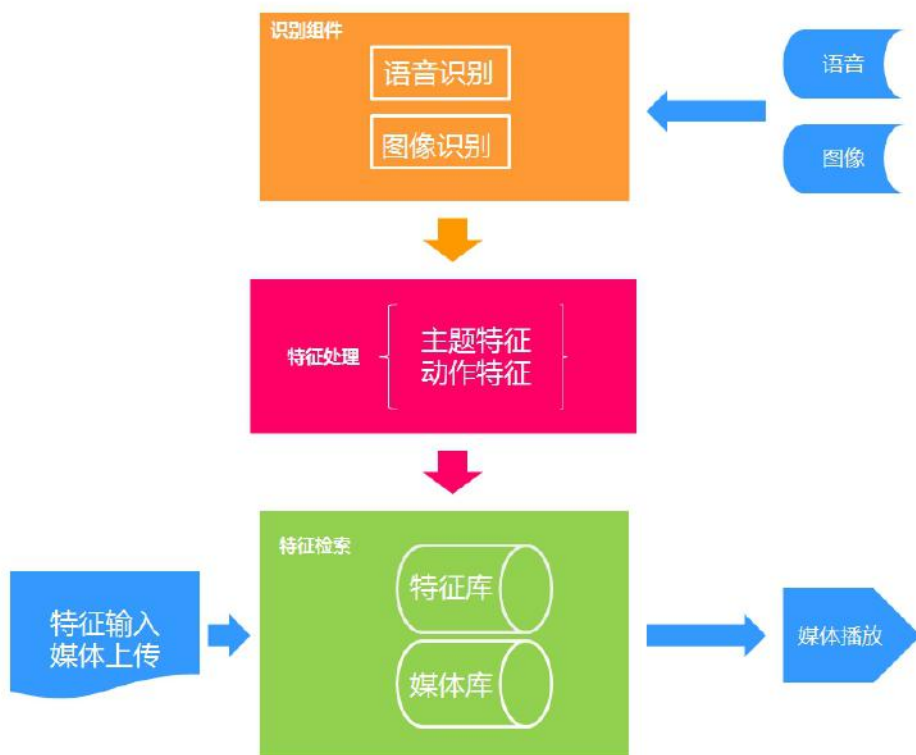 识别组件
语音识别
图像识别
语音
图像
特征处理
主题特征
动作特征
特征检索
特征库
媒体库
特征输入
媒体上传
媒体播放